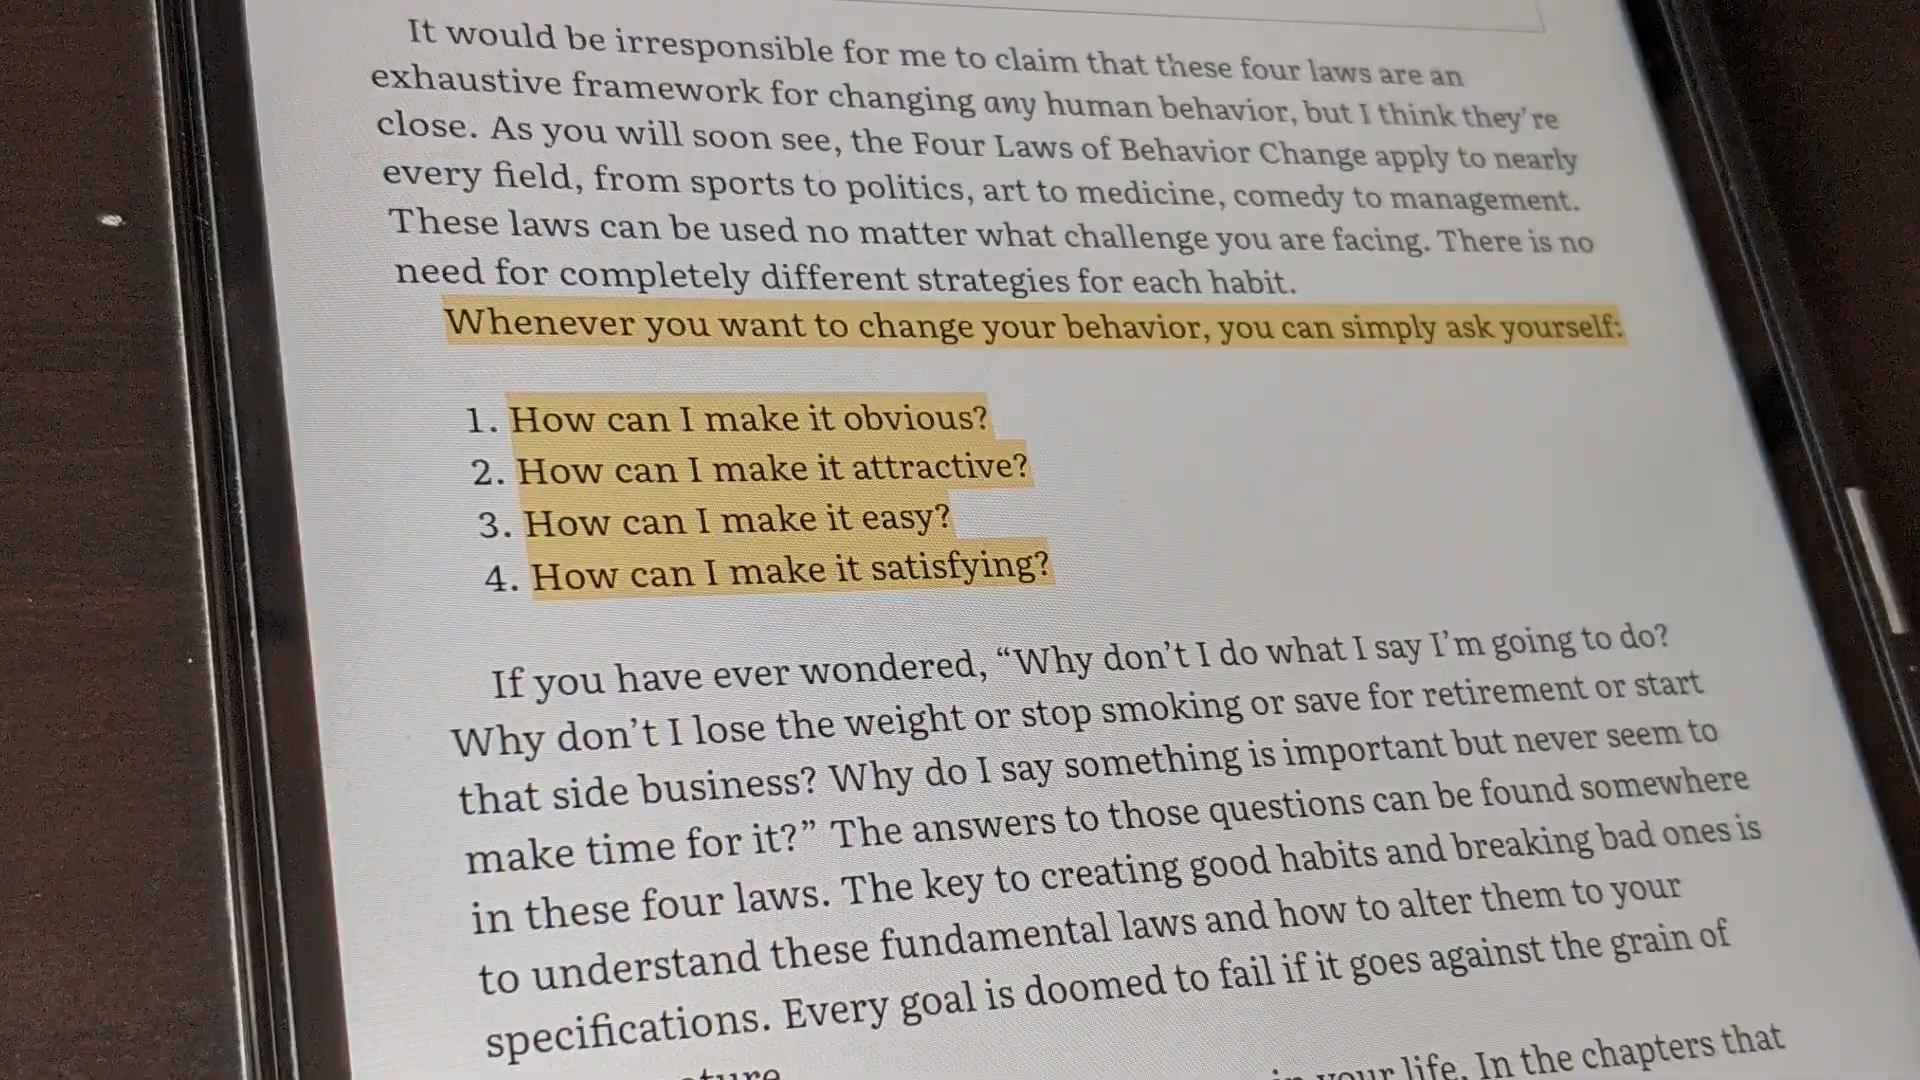 It would be irresponsible for me to claim that these four laws are an
exhaustive framework for changing any human behavior, but I think they're
close. As you will soon see, the Four Laws of Behavior Change apply to nearly
every field, from sports to politics, art to medicine, comedy to management.
These laws can be used no matter what challenge you are facing. There is no
need for completely different strategies for each habit.
Whenever you want to change your behavior, you can simply ask yourself:
1. How can I make it obvious?
2. How can I make it attractive?
3. How can I make it easy?
4. How can I make it satisfying?
If you have ever wondered, “Why don't I do what I say I'm going to do?
Why don't I lose the weight or stop smoking or save for retirement or start
that side business? Why do I say something is important but never seem to
make time for it?” The answers to those questions can be found somewhere
in these four laws. The key to creating good habits and breaking bad ones is
to understand these fundamental laws and how to alter them to your
specifications. Every goal is doomed to fail if it goes against the grain of
in your life. In the chapters that